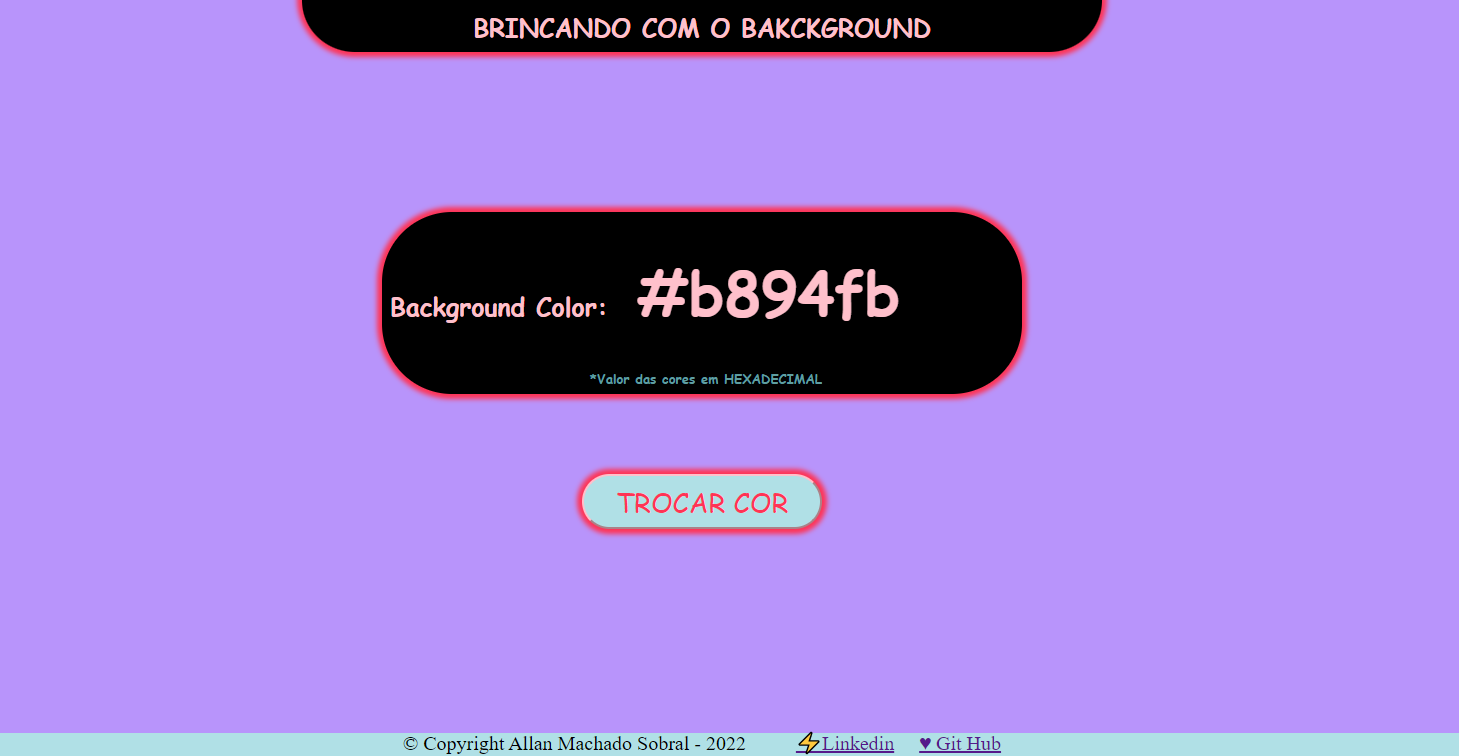 BRINCANDO COM O BAKCKGROUND
Background Color: #b894fb
*Valor das cores em HEXADECIMAL
TROCAR COR
© Copyright Allan Machado Sobral - 2022 ⚡Linkedin ♥ Git Hub